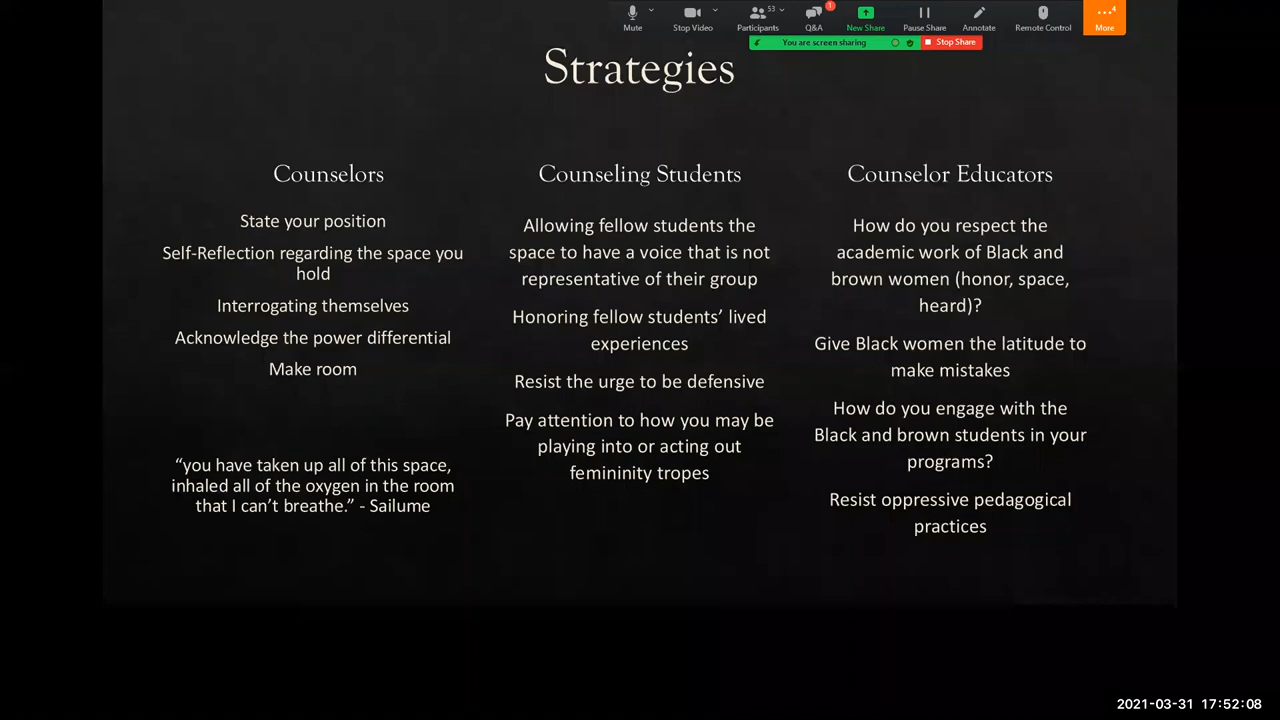 Mute
Stop Video
53
Participants
1
Q&A
New Share
Pause Share
Annotate
Remote Control
4
More
You are screen sharing
Stop Share
Strategies
Counselors
State your position
Self-Reflection regarding the space you
hold
Interrogating themselves
Acknowledge the power differential
Make room
“you have taken up all of this space,
inhaled all of the oxygen in the room
that I can’t breathe.” - Sailume
Counseling Students
Allowing fellow students the
space to have a voice that is not
representative of their group
Honoring fellow students’ lived
experiences
Resist the urge to be defensive
Pay attention to how you may be
playing into or acting out
femininity tropes
Counselor Educators
How do you respect the
academic work of Black and
brown women (honor, space,
heard)?
Give Black women the latitude to
make mistakes
How do you engage with the
Black and brown students in your
programs?
Resist oppressive pedagogical
practices
2021-03-31 17:52:08